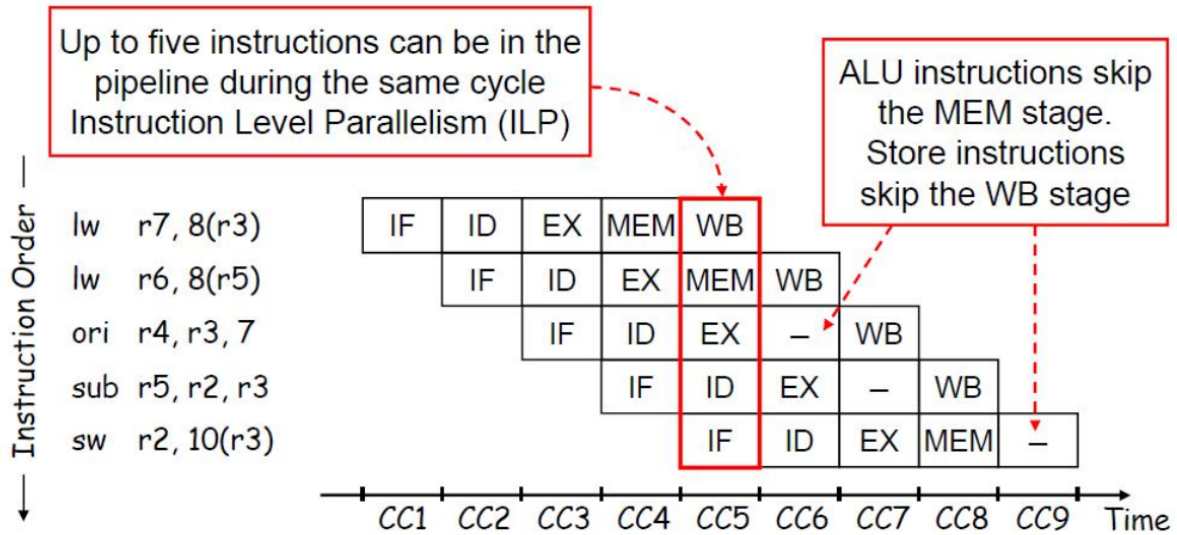 Up to five instructions can be in the
pipeline during the same cycle
Instruction Level Parallelism (ILP)
ALU instructions skip
the MEM stage.
Store instructions
skip the WB stage
Instruction Order
lw r7, 8(r3) IF ID EX MEM WB
lw r6, 8(r5) IF ID EX MEM WB
ori r4, r3, 7 IF ID EX – WB
sub r5, r2, r3 IF ID EX – WB
sw r2, 10(r3) IF ID EX MEM –
CC1 CC2 CC3 CC4 CC5 CC6 CC7 CC8 CC9 Time